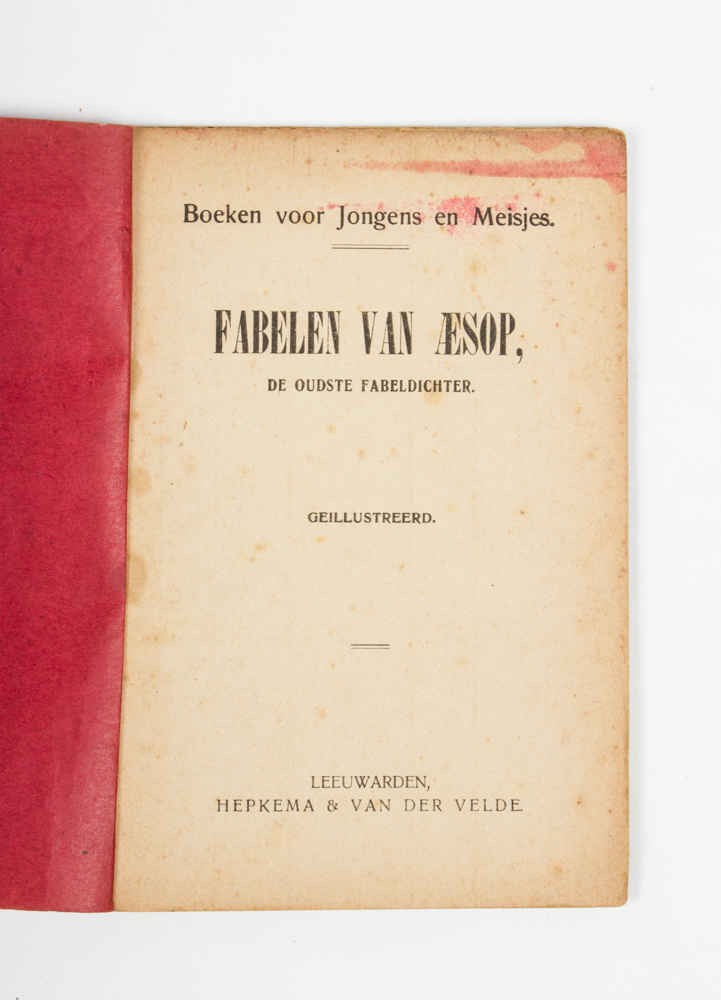 Boeken voor Jongens en Meisjes.
FABELEN VAN ÆSOP,
DE OUDSTE FABELDICHTER.
GEILLUSTREERD.
LEEUWARDEN,
HEPKEMA & VAN DER VELDE.